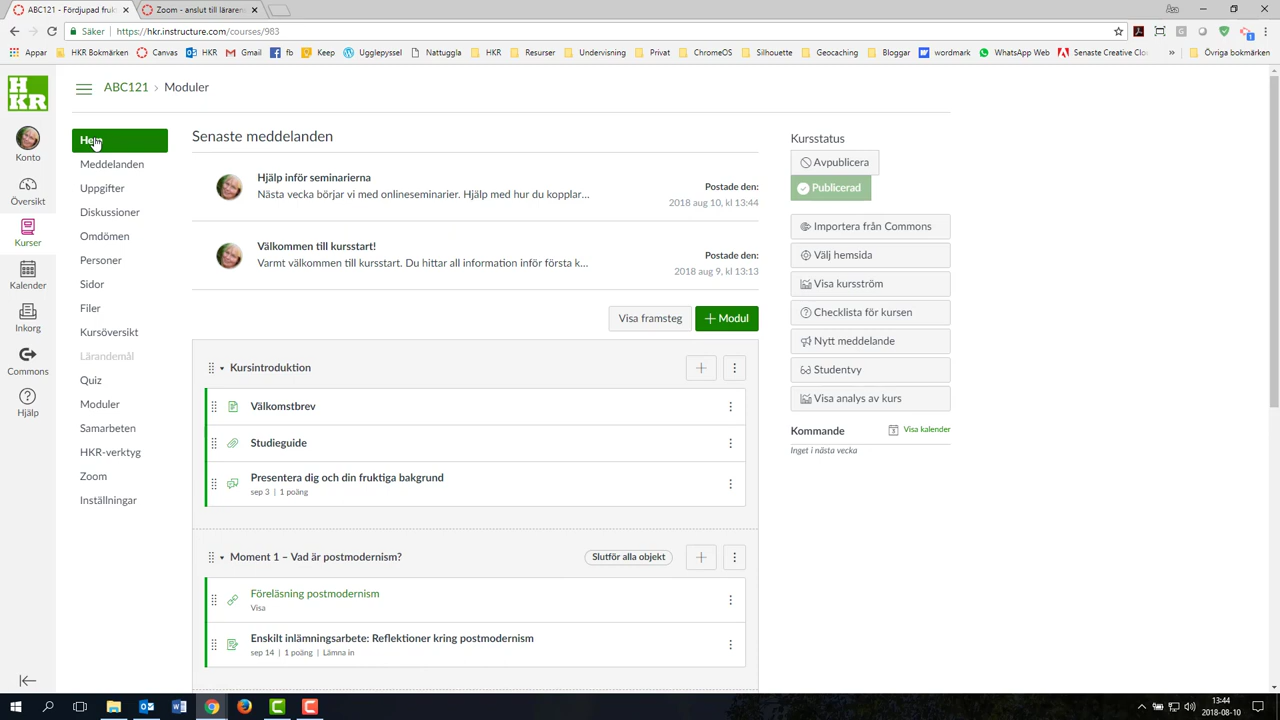 ABC121 - Fördjupad fruk
Zoom - anslut till läraren
Säker
https://hkr.instructure.com/courses/983
Appar
HKR Bokmärken
Canvas
HKR
Gmail
fb
Keep
Ugglepyssel
Nattuggla
HKR
Resurser
Undervisning
Privat
ChromeOS
Silhouette
Geocaching
Bloggar
wordmark
WhatsApp Web
Senaste Creative Clo
»
Övriga bokmärken
HKR
ABC121 › Moduler
Konto
Översikt
Kurser
Kalender
Inkorg
Commons
Hjälp
Hem
Meddelanden
Uppgifter
Diskussioner
Omdömen
Personer
Sidor
Filer
Kursöversikt
Lärandemål
Quiz
Moduler
Samarbeten
HKR-verktyg
Zoom
Inställningar
Senaste meddelanden
Hjälp inför seminarierna
Nästa vecka börjar vi med onlineseminarier. Hjälp med hur du kopplar...
Postade den:
2018 aug 10, kl 13:44
Välkommen till kursstart!
Varmt välkommen till kursstart. Du hittar all information inför första k...
Postade den:
2018 aug 9, kl 13:13
Visa framsteg
+ Modul
Kursintroduktion
Välkomstbrev
Studieguide
Presentera dig och din fruktiga bakgrund
sep 3 | 1 poäng
Moment 1 – Vad är postmodernism?
Slutför alla objekt
Föreläsning postmodernism
Visa
Enskilt inlämningsarbete: Reflektioner kring postmodernism
sep 14 | 1 poäng | Lämna in
Kursstatus
Avpublicera
Publicerad
Importera från Commons
Välj hemsida
Visa kursström
Checklista för kursen
Nytt meddelande
Studentvy
Visa analys av kurs
Kommande
Visa kalender
Inget i nästa vecka
13:44
2018-08-10